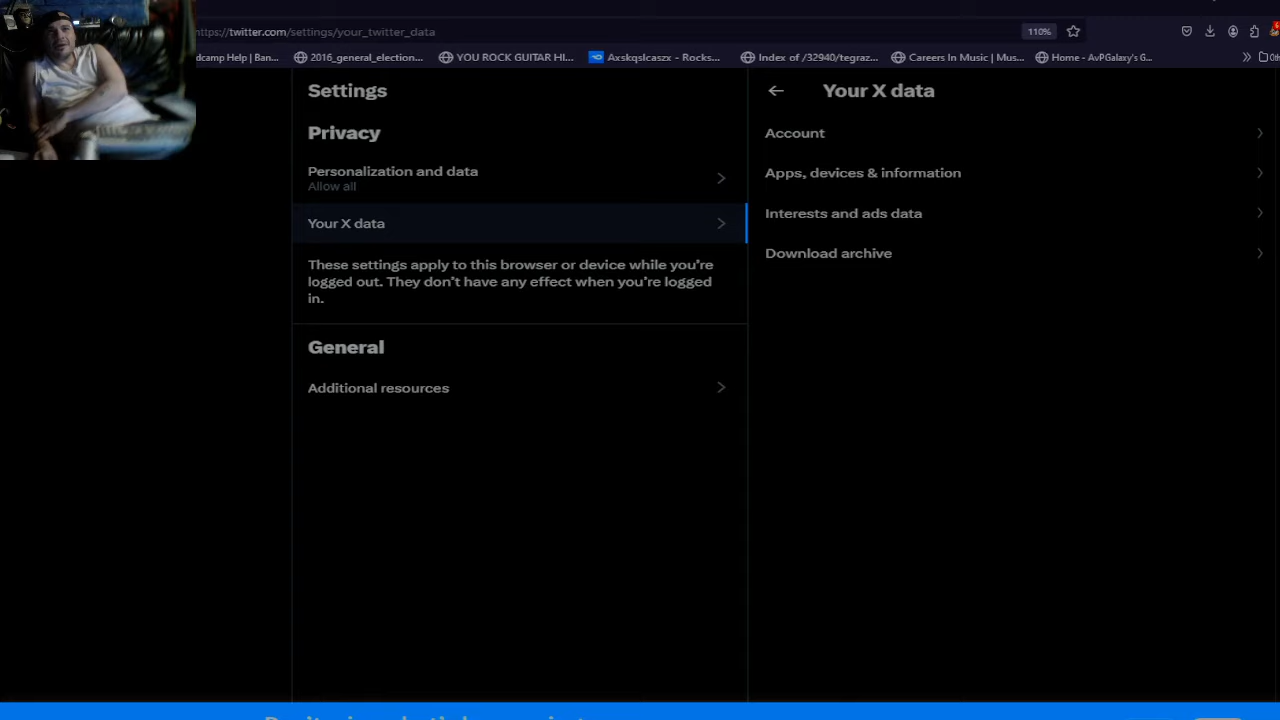 https://twitter.com/settings/your_twitter_data
110%
dcamp Help | Ban...
2016_general_election...
YOU ROCK GUITAR HI...
Axskqslcaszx - Rocks...
Index of /32940/tegraz...
Careers In Music | Mus...
Home - AvPGalaxy's G...
Settings
Privacy
Personalization and data
Allow all
Your X data
These settings apply to this browser or device while you're
logged out. They don't have any effect when you're logged
in.
General
Additional resources
Your X data
Account
Apps, devices & information
Interests and ads data
Download archive